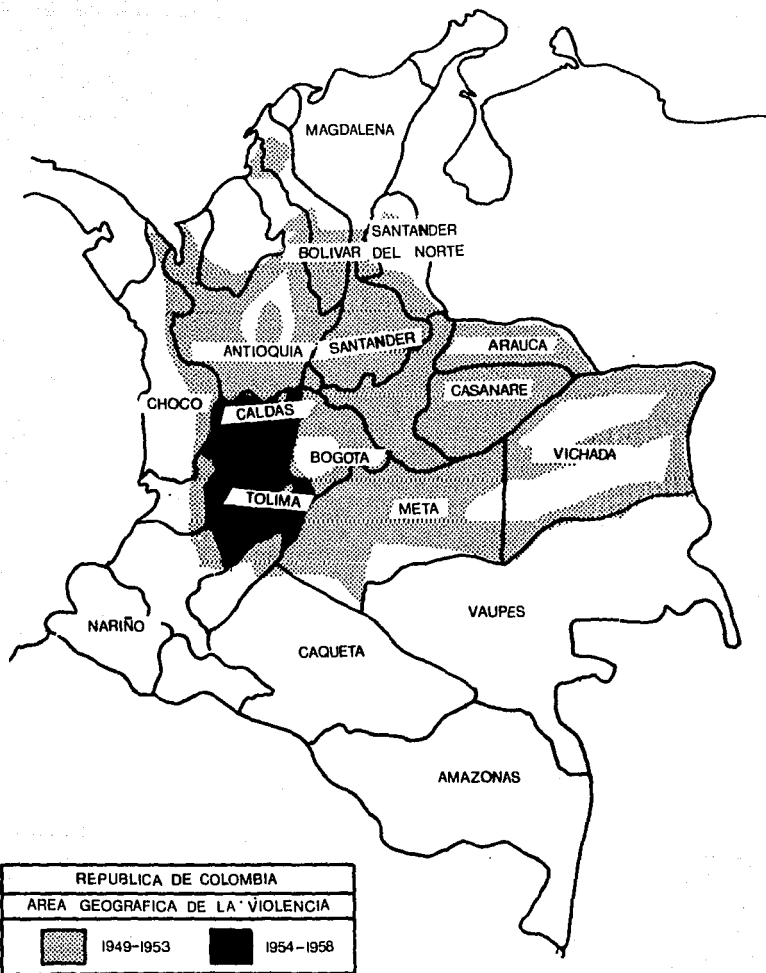 MAGDALENA
SANTANDER
BOLIVAR DEL NORTE
ANTIOQUIA
SANTANDER
ARAUCA
CHOCO
CALDAS
CASANARE
BOGOTA
VICHADA
TOLIMA
META
NARIÑO
VAUPES
CAQUETA
AMAZONAS
REPUBLICA DE COLOMBIA
AREA GEOGRAFICA DE LA VIOLENCIA
1949-1953 1954-1958